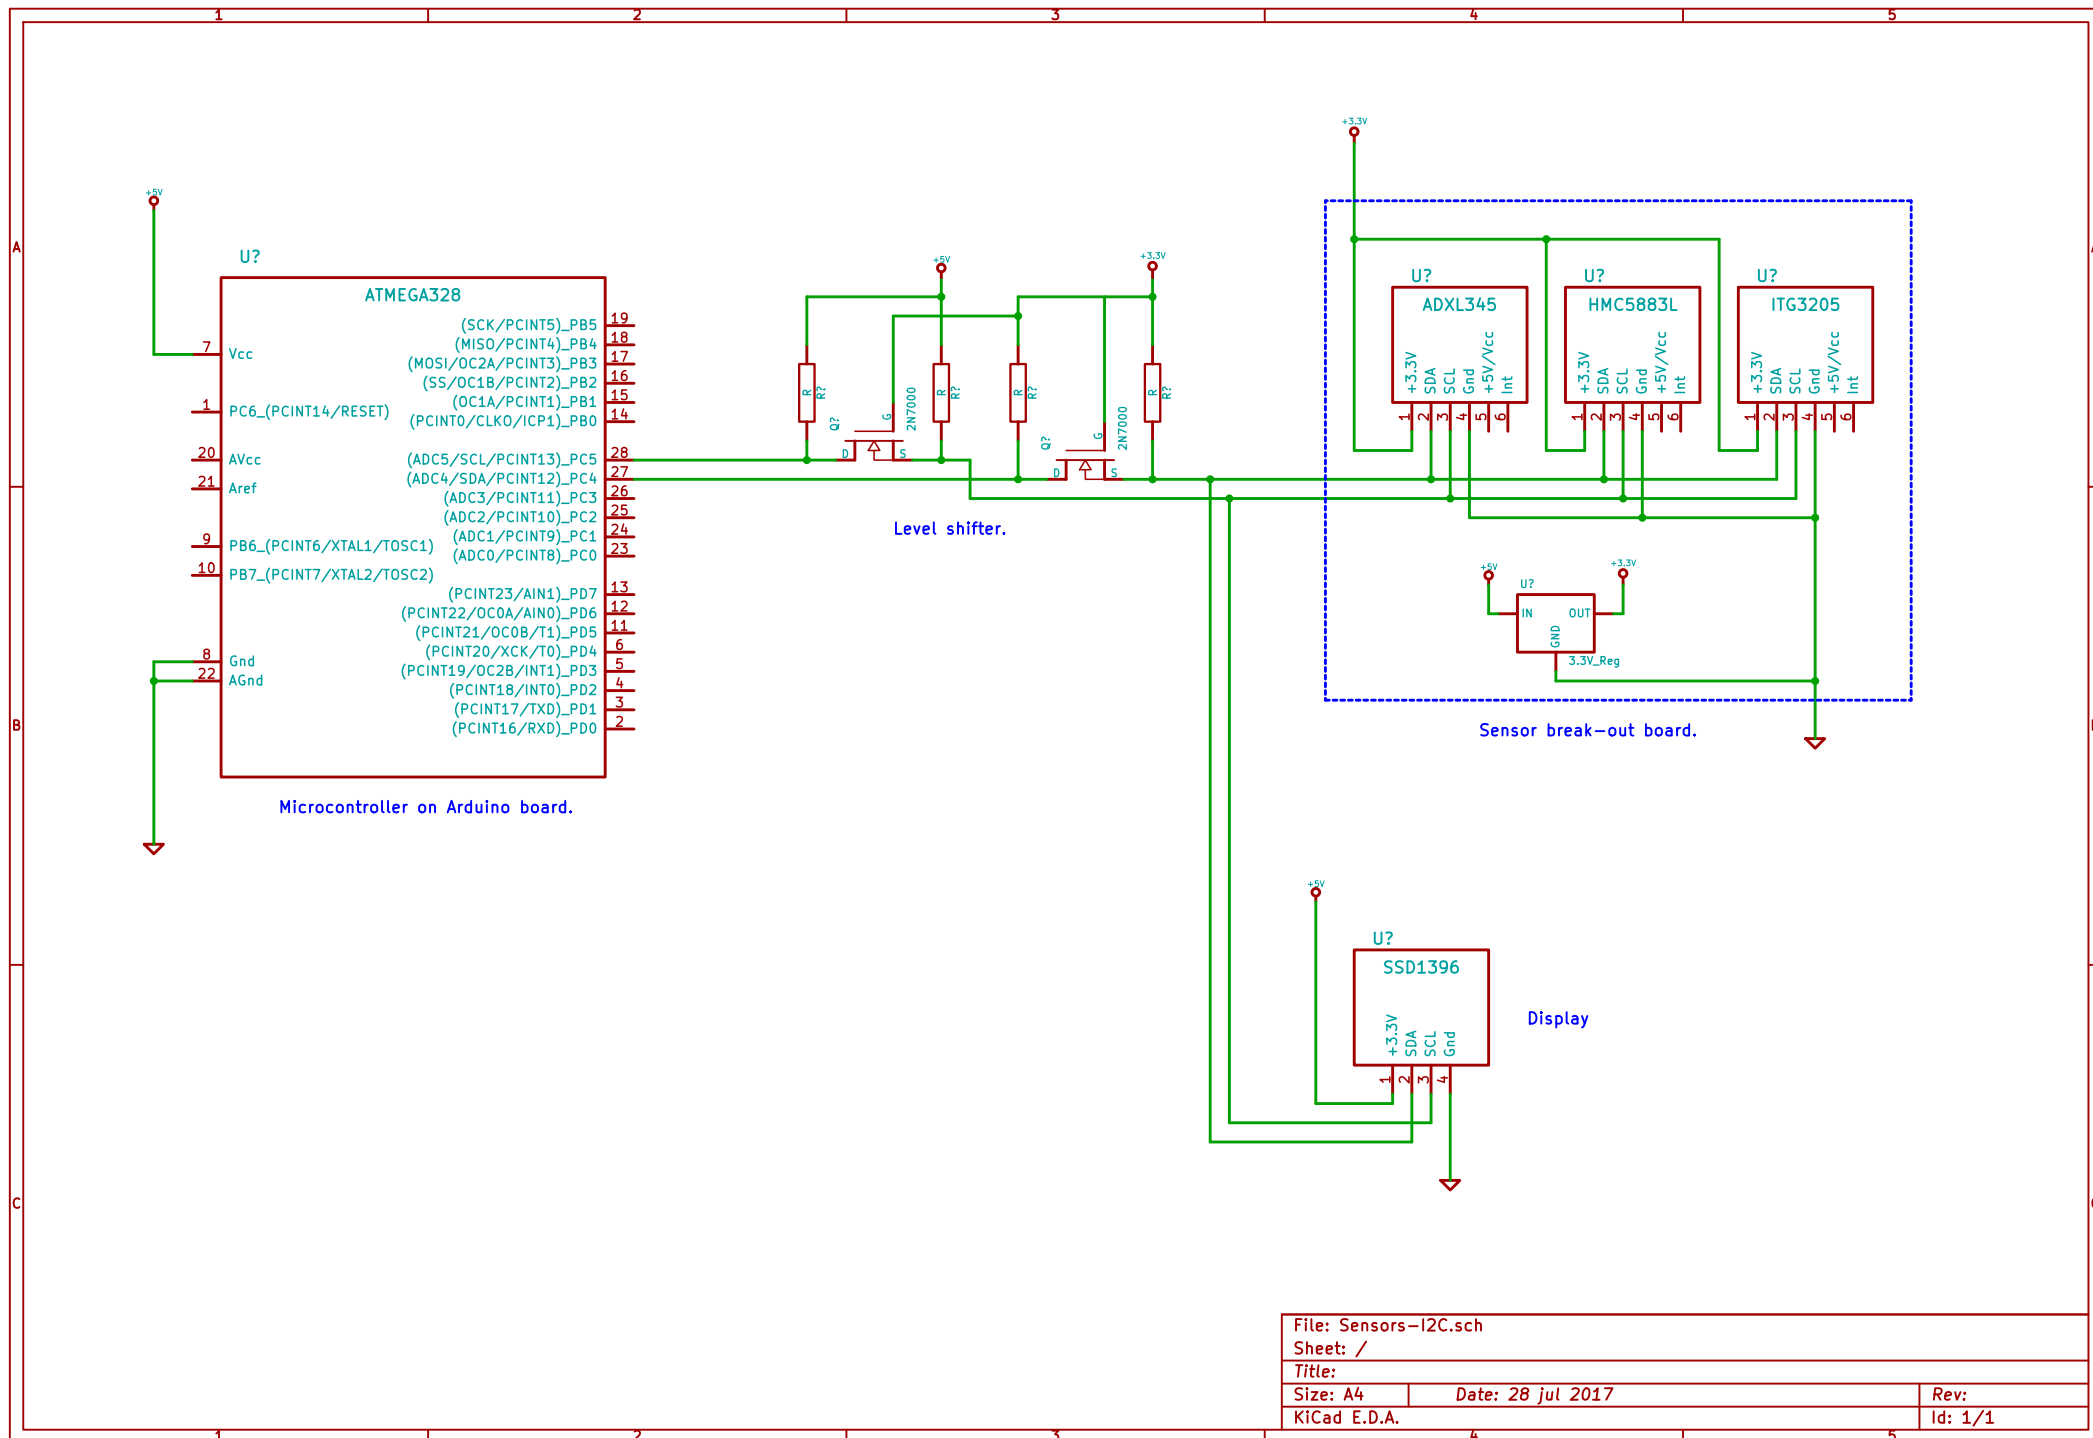 1 2 3 4 5
A
B
C
+5V
U?
ATMEGA328
7 Vcc
1 PC6_(PCINT14/RESET)
20 AVcc
21 Aref
9 PB6_(PCINT6/XTAL1/TOSC1)
10 PB7_(PCINT7/XTAL2/TOSC2)
8 Gnd
22 AGnd
(SCK/PCINT5)_PB5 19
(MISO/PCINT4)_PB4 18
(MOSI/OC2A/PCINT3)_PB3 17
(SS/OC1B/PCINT2)_PB2 16
(OC1A/PCINT1)_PB1 15
(PCINT0/CLKO/ICP1)_PB0 14
(ADC5/SCL/PCINT13)_PC5 28
(ADC4/SDA/PCINT12)_PC4 27
(ADC3/PCINT11)_PC3 26
(ADC2/PCINT10)_PC2 25
(ADC1/PCINT9)_PC1 24
(ADC0/PCINT8)_PC0 23
(PCINT23/AIN1)_PD7 13
(PCINT22/OC0A/AIN0)_PD6 12
(PCINT21/OC0B/T1)_PD5 11
(PCINT20/XCK/T0)_PD4 6
(PCINT19/OC2B/INT1)_PD3 5
(PCINT18/INT0)_PD2 4
(PCINT17/TXD)_PD1 3
(PCINT16/RXD)_PD0 2
Microcontroller on Arduino board.
+5V
+3.3V
R R?
Q?
D G S
2N7000
R R?
R R?
Q?
D G S
2N7000
R R?
Level shifter.
+3.3V
U?
ADXL345
+3.3V SDA SCL Gnd +5V/Vcc Int
1 2 3 4 5 6
U?
HMC5883L
+3.3V SDA SCL Gnd +5V/Vcc Int
1 2 3 4 5 6
U?
ITG3205
+3.3V SDA SCL Gnd +5V/Vcc Int
1 2 3 4 5 6
+5V
U?
+3.3V
IN OUT
GND
3.3V_Reg
Sensor break-out board.
+5V
U?
SSD1396
+3.3V SDA SCL Gnd
1 2 3 4
Display
File: Sensors-I2C.sch
Sheet: /
Title:
Size: A4 Date: 28 jul 2017 Rev:
KiCad E.D.A. Id: 1/1
1 2 3 4 5